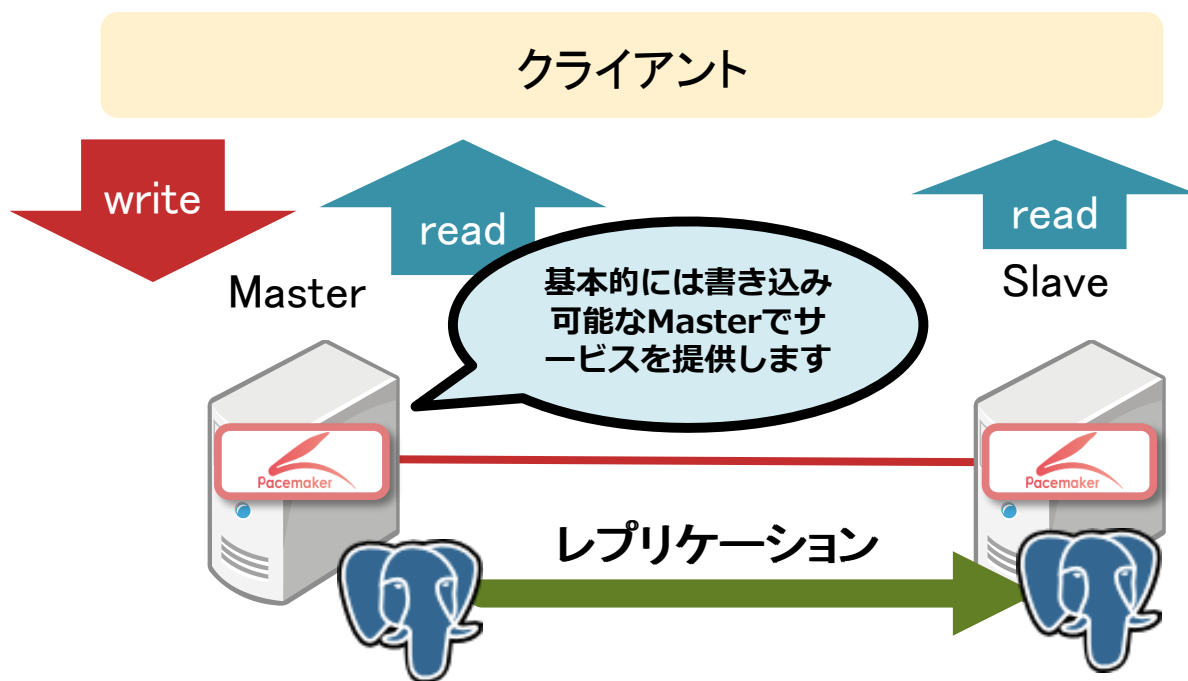 クライアント
write
read
read
Master
Slave
基本的には書き込み
可能なMasterでサ
ービスを提供します
Pacemaker
Pacemaker
レプリケーション